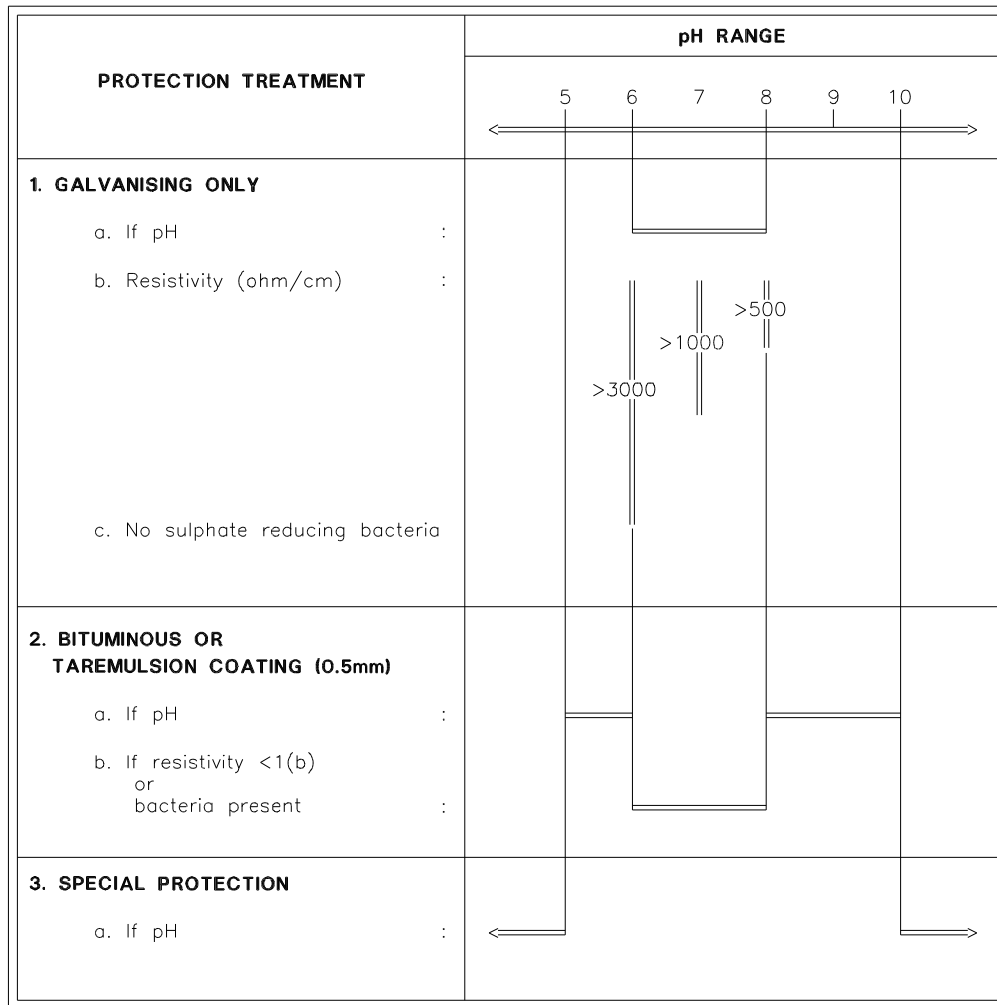 PROTECTION TREATMENT
pH RANGE
5 6 7 8 9 10
1. GALVANISING ONLY
a. If pH :
b. Resistivity (ohm/cm) :
>500
>1000
>3000
c. No sulphate reducing bacteria
2. BITUMINOUS OR
TAREMULSION COATING (0.5mm)
a. If pH :
b. If resistivity <1(b)
or
bacteria present :
3. SPECIAL PROTECTION
a. If pH :